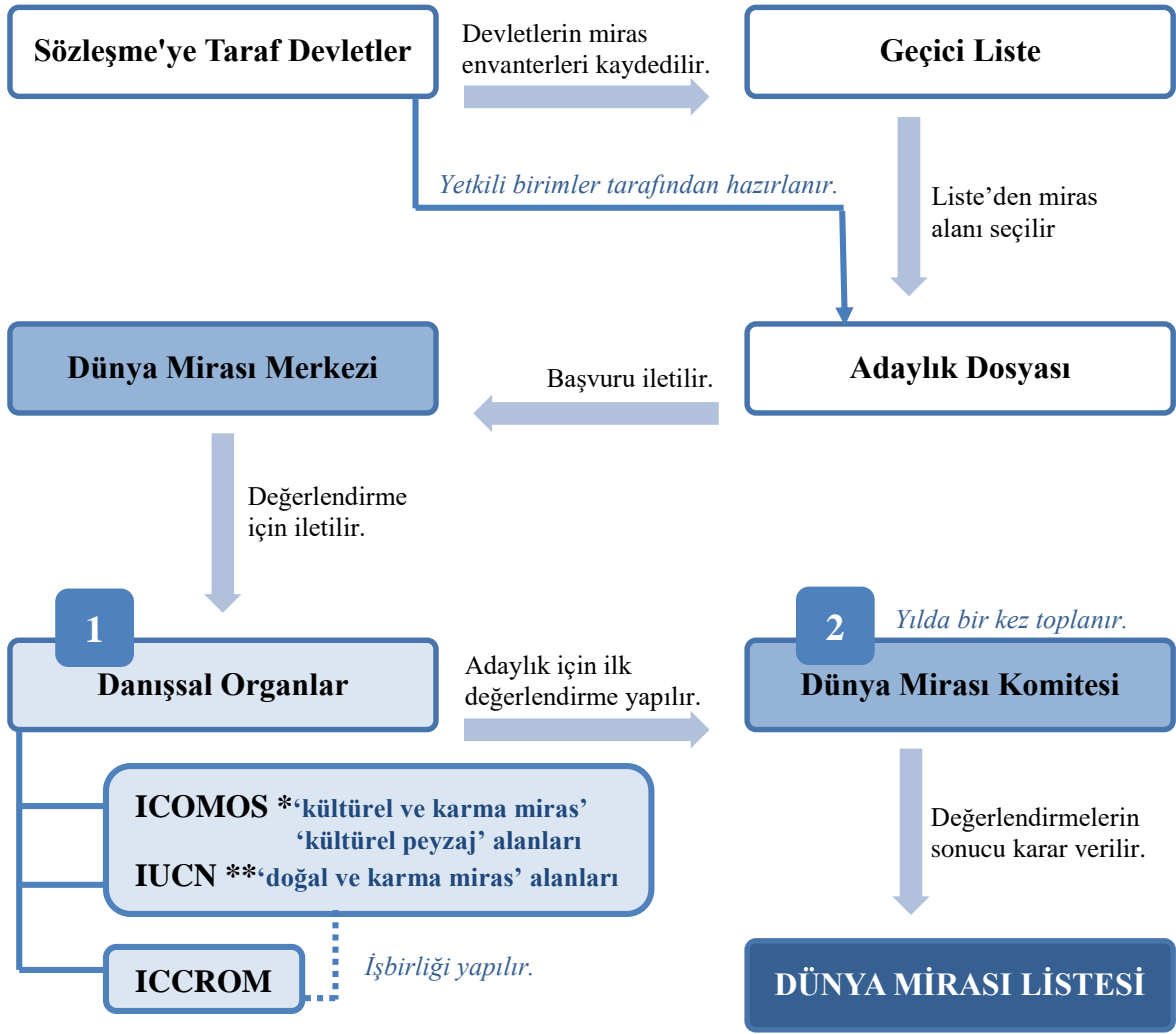 Sözleşme'ye Taraf Devletler
Devletlerin miras
envanterleri kaydedilir.
Geçici Liste
Yetkili birimler tarafından hazırlanır.
Liste’den miras
alanı seçilir
Dünya Mirası Merkezi
Başvuru iletilir.
Adaylık Dosyası
Değerlendirme
için iletilir.
1
Danışsal Organlar
Adaylık için ilk
değerlendirme yapılır.
2
Yılda bir kez toplanır.
Dünya Mirası Komitesi
ICOMOS *‘kültürel ve karma miras’
‘kültürel peyzaj’ alanları
IUCN **‘doğal ve karma miras’ alanları
Değerlendirmelerin
sonucu karar verilir.
ICCROM
İşbirliği yapılır.
DÜNYA MİRASI LİSTESİ